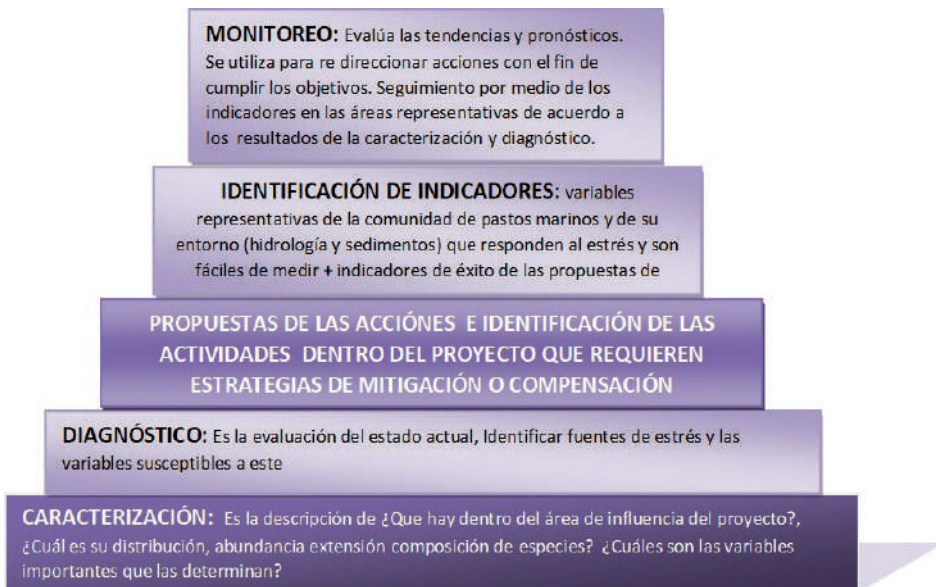 MONITOREO: Evalúa las tendencias y pronósticos.
Se utiliza para re direccionar acciones con el fin de
cumplir los objetivos. Seguimiento por medio de los
indicadores en las áreas representativas de acuerdo a
los resultados de la caracterización y diagnóstico.
IDENTIFICACIÓN DE INDICADORES: variables
representativas de la comunidad de pastos marinos y de su
entorno (hidrología y sedimentos) que responden al estrés y son
fáciles de medir + indicadores de éxito de las propuestas de
PROPUESTAS DE LAS ACCIÓNES E IDENTIFICACIÓN DE LAS
ACTIVIDADES DENTRO DEL PROYECTO QUE REQUIEREN
ESTRATEGIAS DE MITIGACIÓN O COMPENSACIÓN
DIAGNÓSTICO: Es la evaluación del estado actual, Identificar fuentes de estrés y las
variables susceptibles a este
CARACTERIZACIÓN: Es la descripción de ¿Que hay dentro del área de influencia del proyecto?,
¿Cuál es su distribución, abundancia extensión composición de especies? ¿Cuáles son las variables
importantes que las determinan?